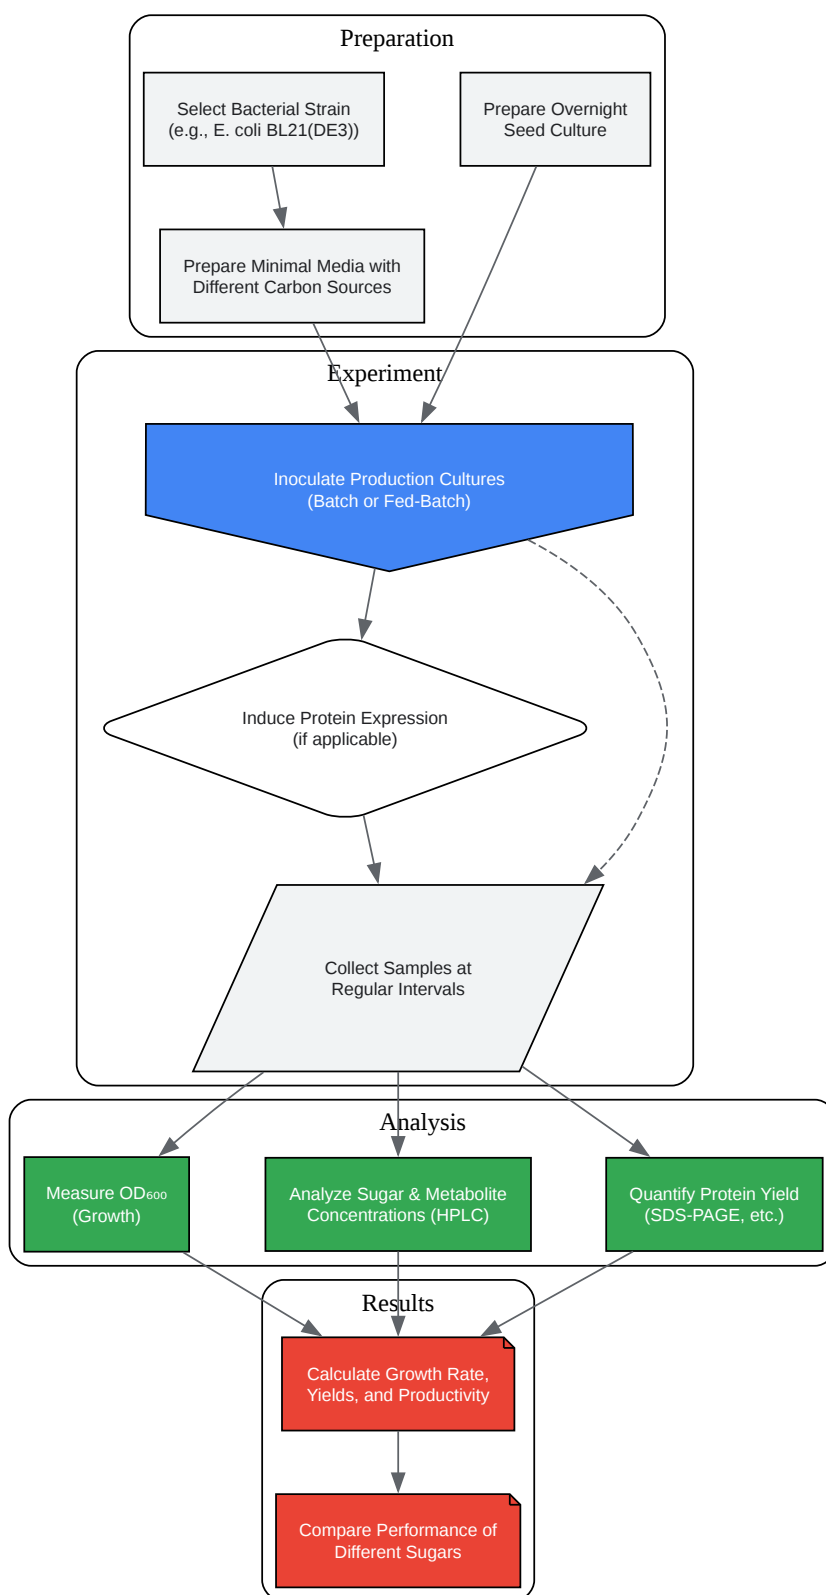 Preparation
Select Bacterial Strain
(e.g., E. coli BL21(DE3))
Prepare Overnight
Seed Culture
Prepare Minimal Media with
Different Carbon Sources
Experiment
Inoculate Production Cultures
(Batch or Fed-Batch)
Induce Protein Expression
(if applicable)
Collect Samples at
Regular Intervals
Analysis
Measure OD₆₀₀
(Growth)
Analyze Sugar & Metabolite
Concentrations (HPLC)
Quantify Protein Yield
(SDS-PAGE, etc.)
Results
Calculate Growth Rate,
Yields, and Productivity
Compare Performance of
Different Sugars